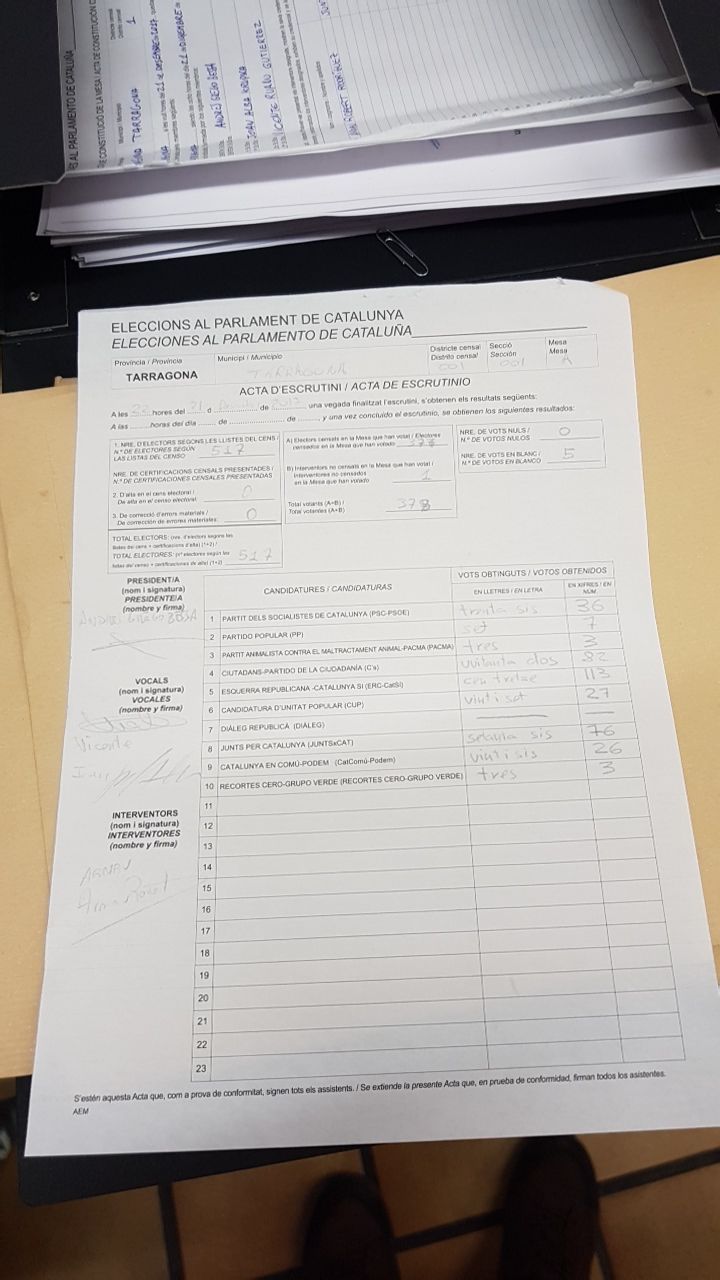 ELECCIONS AL PARLAMENT DE CATALUNYA
ELECCIONES AL PARLAMENTO DE CATALUÑA
Província / Provincia Municipi / Municipio Districte censal Secció Mesa
Distrito censal Sección Mesa
TARRAGONA TARRAGONA 001 001 A
ACTA D'ESCRUTINI / ACTA DE ESCRUTINIO
A les 22 hores del 21 d de 2017 una vegada finalitzat l'escrutini, s'obtenen els resultats següents:
A las horas del día de de , y una vez concluido el escrutinio, se obtienen los siguientes resultados:
1. NRE. D'ELECTORS SEGONS LES LLISTES DEL CENS /
N.º DE ELECTORES SEGÚN
LAS LISTAS DEL CENSO 517
NRE. DE CERTIFICACIONS CENSALS PRESENTADES /
N.º DE CERTIFICACIONES CENSALES PRESENTADAS
2. D'alta en el cens electoral /
De alta en el censo electoral 0
3. De correcció d'errors materials /
De corrección de errores materiales: 0
TOTAL ELECTORS: (nre. d'electors segons les
llistes del cens + certificacions d'alta) (1+2) /
TOTAL ELECTORES: (nº electores según las
listas del censo + certificaciones de alta) (1+2) 517
A) Electors censats en la Mesa que han votat / Electores
censados en la Mesa que han votado
B) Interventors no censats en la Mesa que han votat /
Interventores no censados
en la Mesa que han votado 1
Total votants (A+B) /
Total votantes (A+B) 378
NRE. DE VOTS NULS /
N.º DE VOTOS NULOS 0
NRE. DE VOTS EN BLANC /
N.º DE VOTOS EN BLANCO 5
PRESIDENT/A
(nom i signatura)
PRESIDENTE/A
(nombre y firma)
VOCALS
(nom i signatura)
VOCALES
(nombre y firma)
Vicente
INTERVENTORS
(nom i signatura)
INTERVENTORES
(nombre y firma)
ARNAU
CANDIDATURES / CANDIDATURAS VOTS OBTINGUTS / VOTOS OBTENIDOS
EN LLETRES / EN LETRA EN XIFRES / EN NÚM.
1 PARTIT DELS SOCIALISTES DE CATALUNYA (PSC-PSOE) trenta sis 36
2 PARTIDO POPULAR (PP) set 7
3 PARTIT ANIMALISTA CONTRA EL MALTRACTAMENT ANIMAL-PACMA (PACMA) tres 3
4 CIUTADANS-PARTIDO DE LA CIUDADANÍA (C's) vuitanta dos 82
5 ESQUERRA REPUBLICANA -CATALUNYA SÍ (ERC-CatSí) cen tretze 113
6 CANDIDATURA D'UNITAT POPULAR (CUP) vint i set 27
7 DIÀLEG REPUBLICÀ (DIÀLEG)
8 JUNTS PER CATALUNYA (JUNTSxCAT) setanta sis 76
9 CATALUNYA EN COMÚ-PODEM (CatComú-Podem) vint i sis 26
10 RECORTES CERO-GRUPO VERDE (RECORTES CERO-GRUPO VERDE) tres 3
11
12
13
14
15
16
17
18
19
20
21
22
23
S'estén aquesta Acta que, com a prova de conformitat, signen tots els assistents. / Se extiende la presente Acta que, en prueba de conformidad, firman todos los asistentes.
AEM
AL PARLAMENTO DE CATALUÑA
TARRAGONA 1